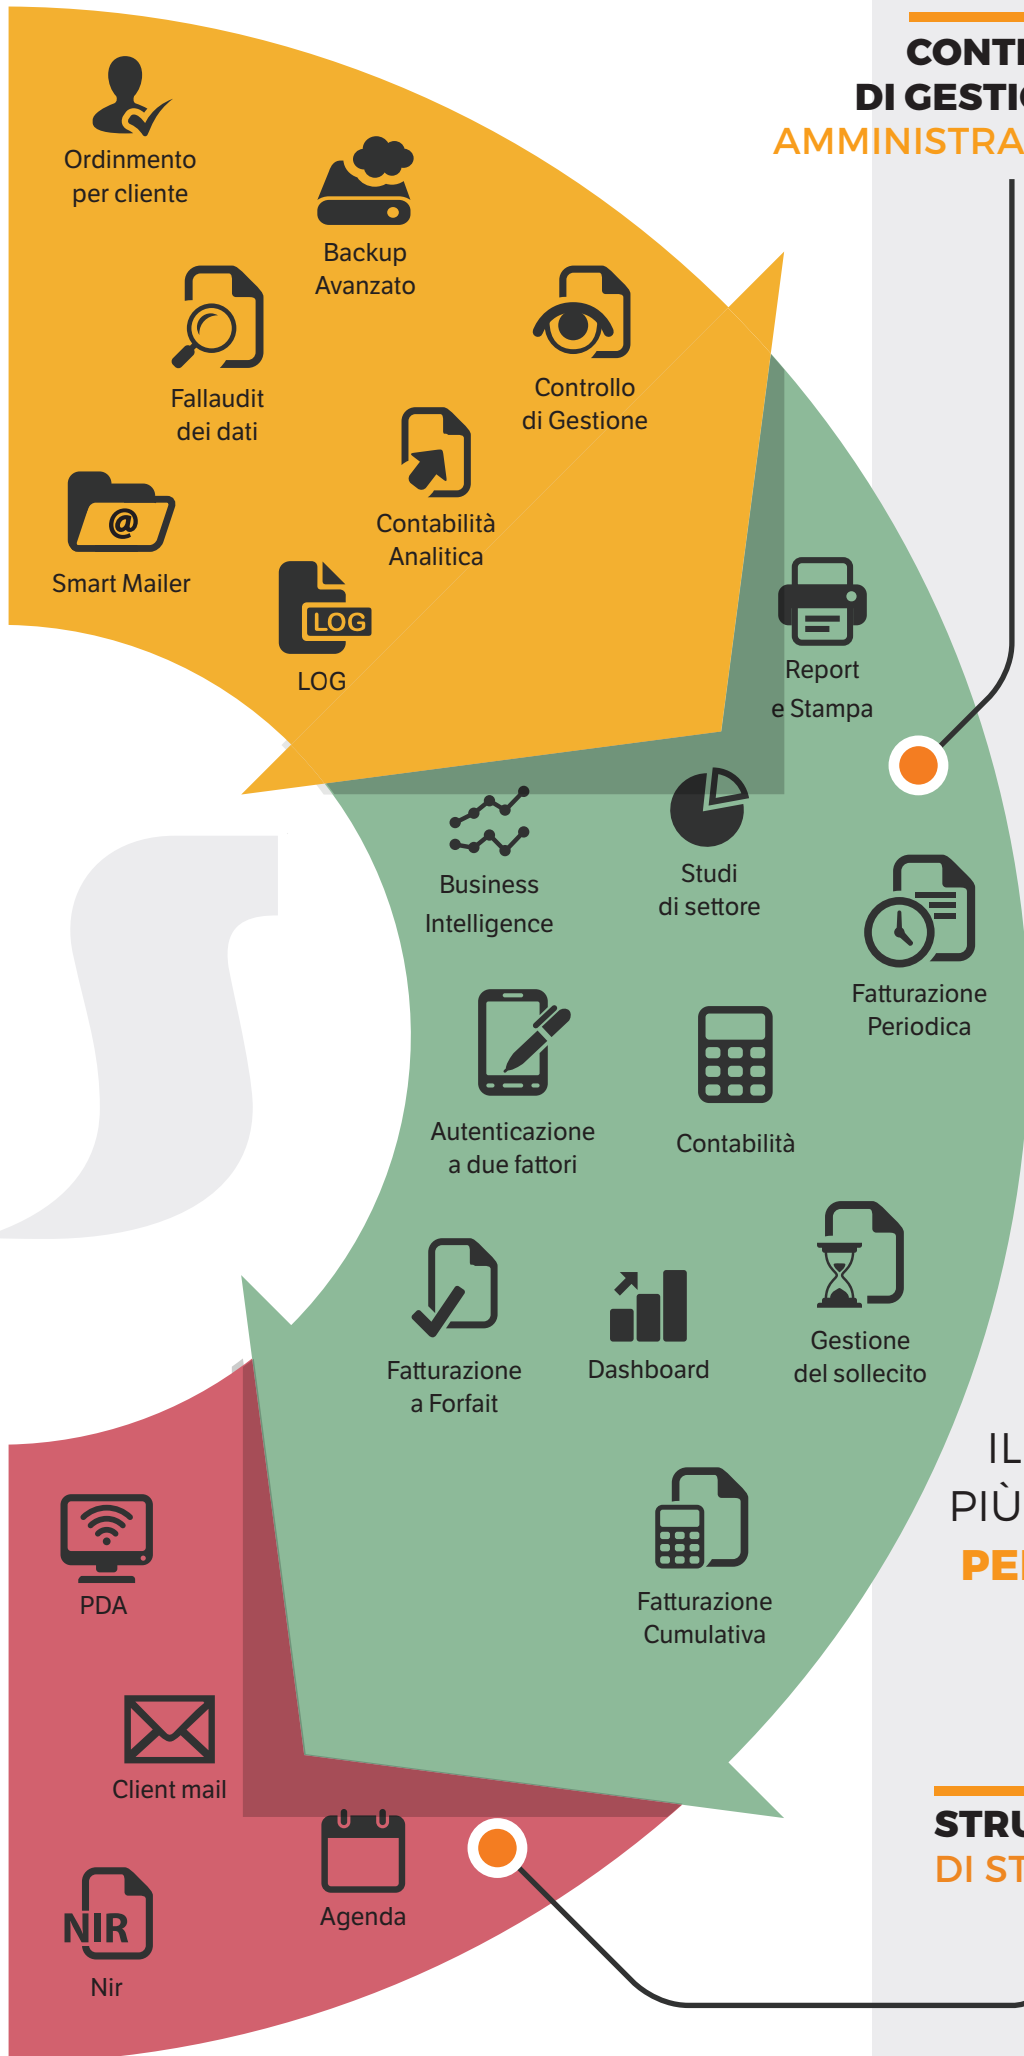 CONT
DI GESTI
AMMINISTRA
Ordinmento
per cliente
Backup
Avanzato
Fallaudit
dei dati
Controllo
di Gestione
Contabilità
Analitica
@
Smart Mailer
LOG
LOG
Report
e Stampa
Business
Intelligence
Studi
di settore
Fatturazione
Periodica
Autenticazione
a due fattori
Contabilità
Fatturazione
a Forfait
Dashboard
Gestione
del sollecito
Fatturazione
Cumulativa
IL
PIÙ
PE
PDA
Client mail
Agenda
NIR
Nir
STRU
DI ST